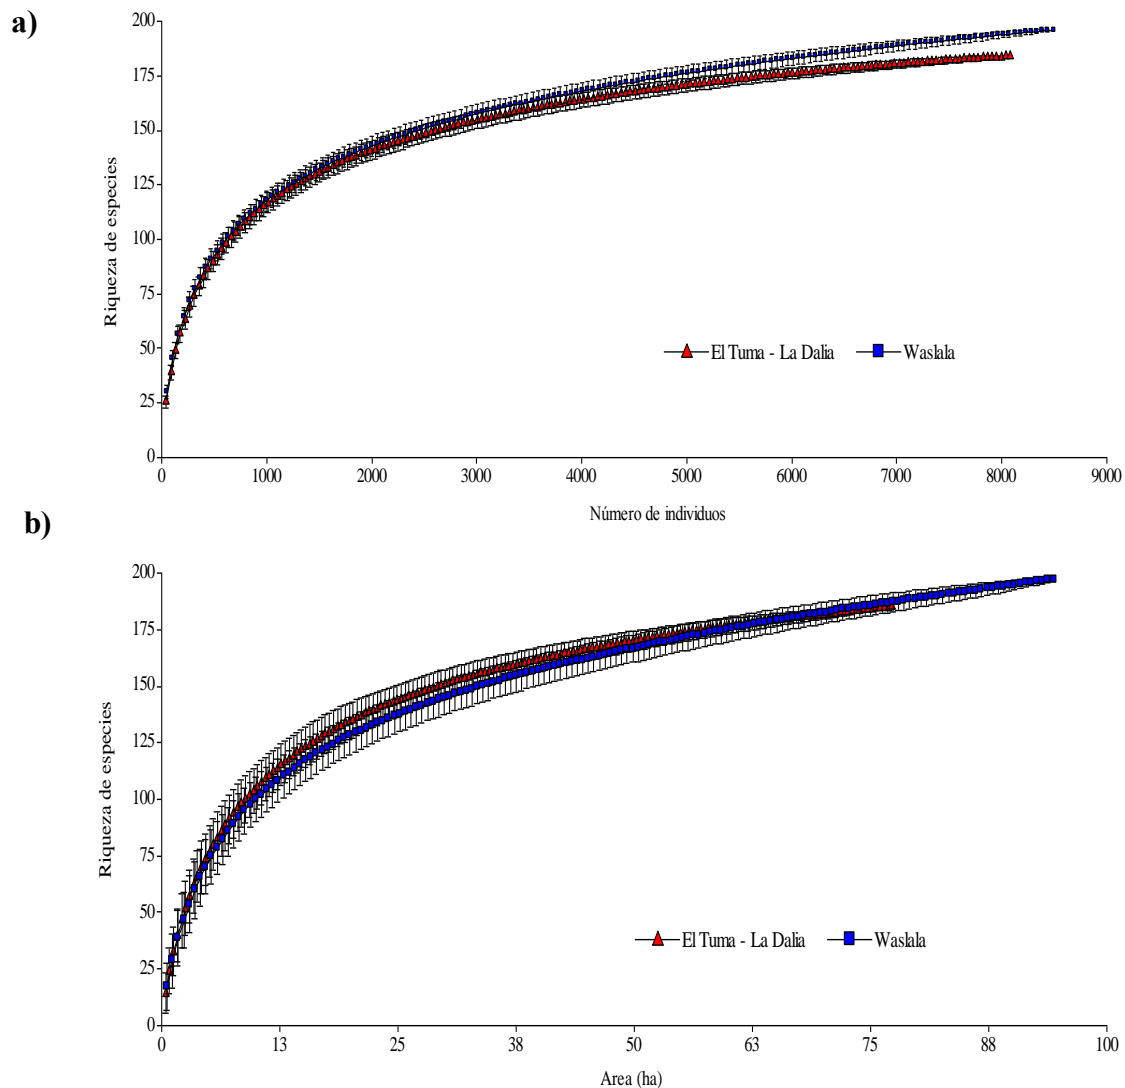 a)
200
175
150
125
100
75
50
25
0
Riqueza de especies
El Tuma - La Dalia Waslala
0 1000 2000 3000 4000 5000 6000 7000 8000 9000
Número de individuos
b)
200
175
150
125
100
75
50
25
0
Riqueza de especies
El Tuma - La Dalia Waslala
0 13 25 38 50 63 75 88 100
Area (ha)